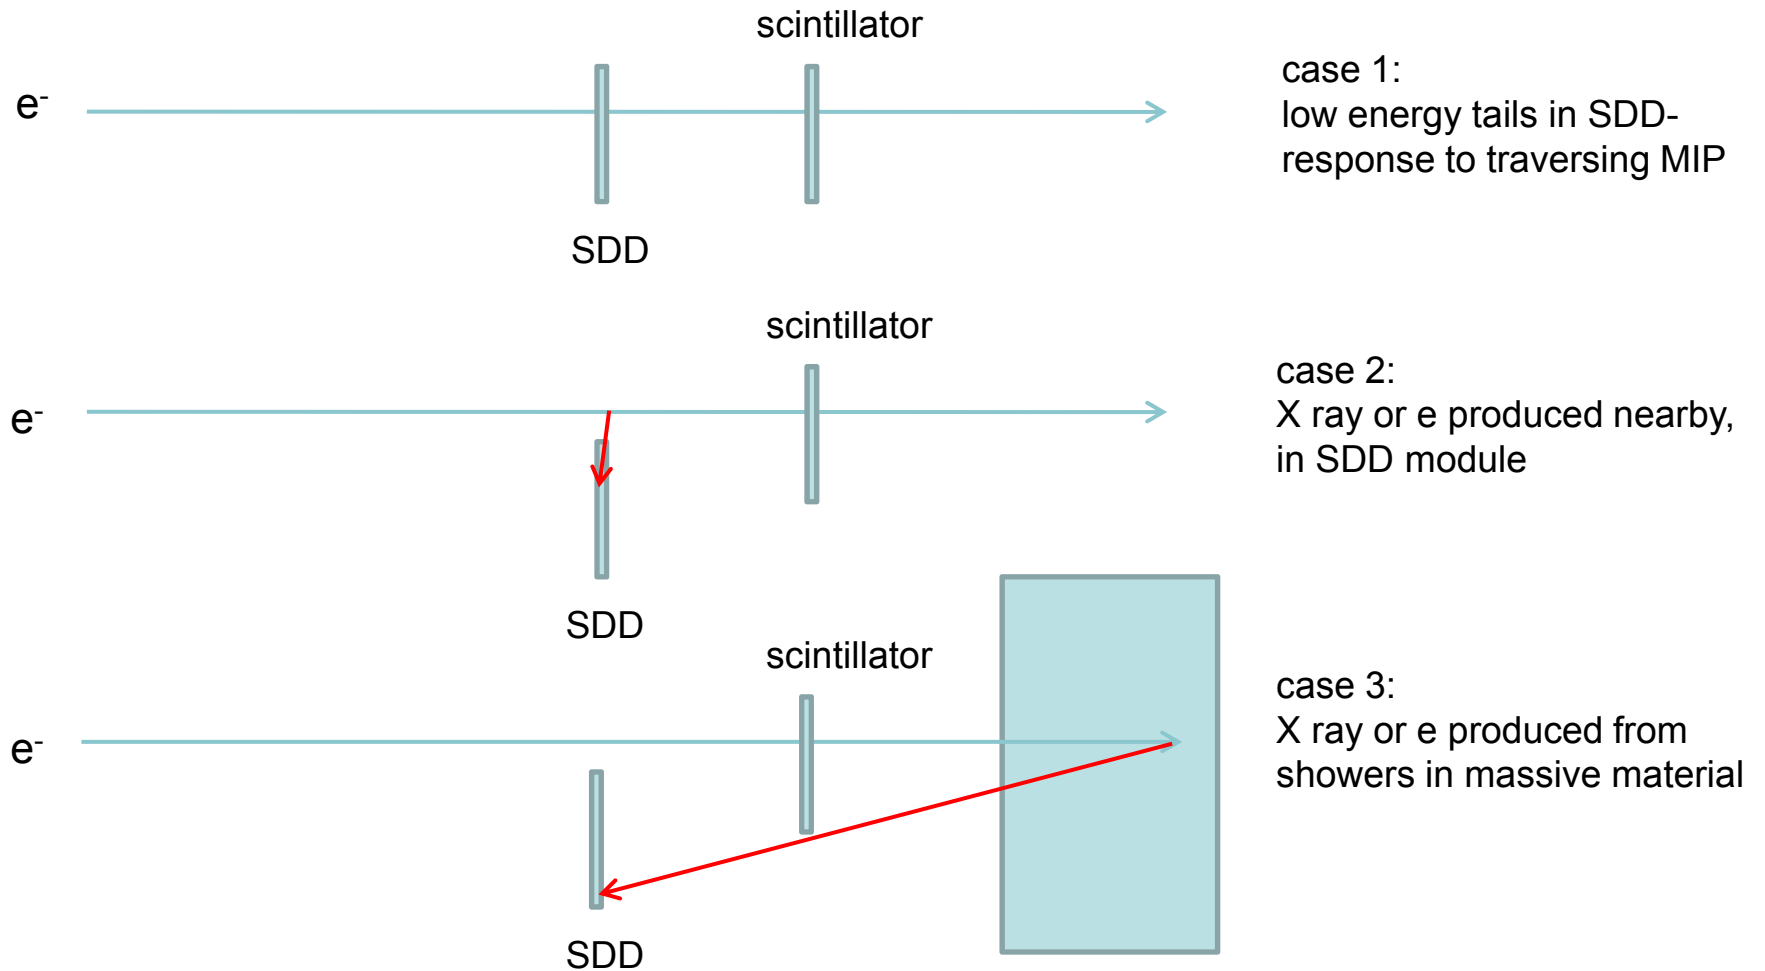 scintillator
e-
case 1:
low energy tails in SDD-
response to traversing MIP
SDD
scintillator
e-
case 2:
X ray or e produced nearby,
in SDD module
SDD
scintillator
e-
case 3:
X ray or e produced from
showers in massive material
SDD